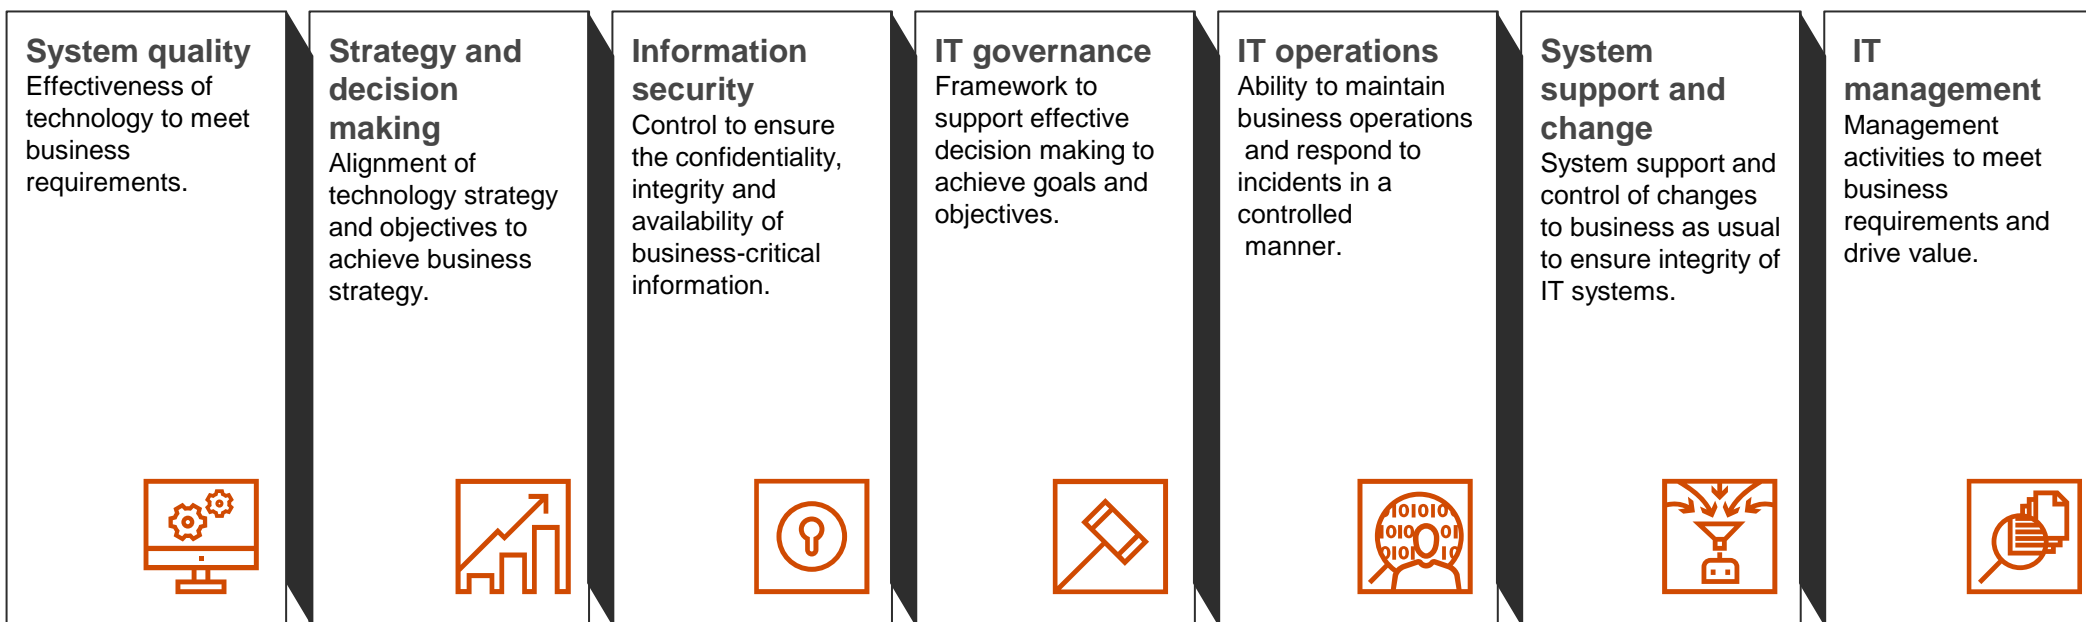 System quality
Effectiveness of
technology to meet
business
requirements.
Strategy and
decision
making
Alignment of
technology strategy
and objectives to
achieve business
strategy.
Information
security
Control to ensure
the confidentiality,
integrity and
availability of
business-critical
information.
IT governance
Framework to
support effective
decision making to
achieve goals and
objectives.
IT operations
Ability to maintain
business operations
and respond to
incidents in a
controlled
manner.
System
support and
change
System support and
control of changes
to business as usual
to ensure integrity of
IT systems.
IT
management
Management
activities to meet
business
requirements and
drive value.